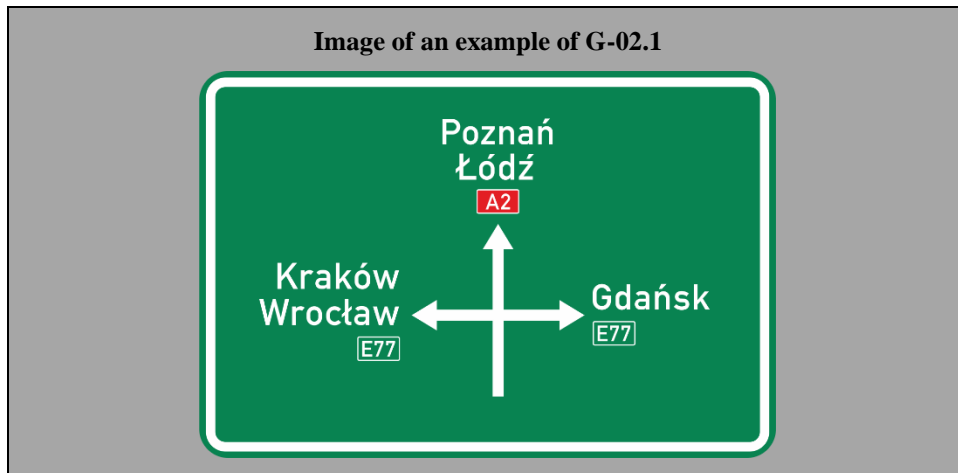 Image of an example of G-02.1
Poznań
Łódź
A2
Kraków
Wrocław
E77
Gdańsk
E77